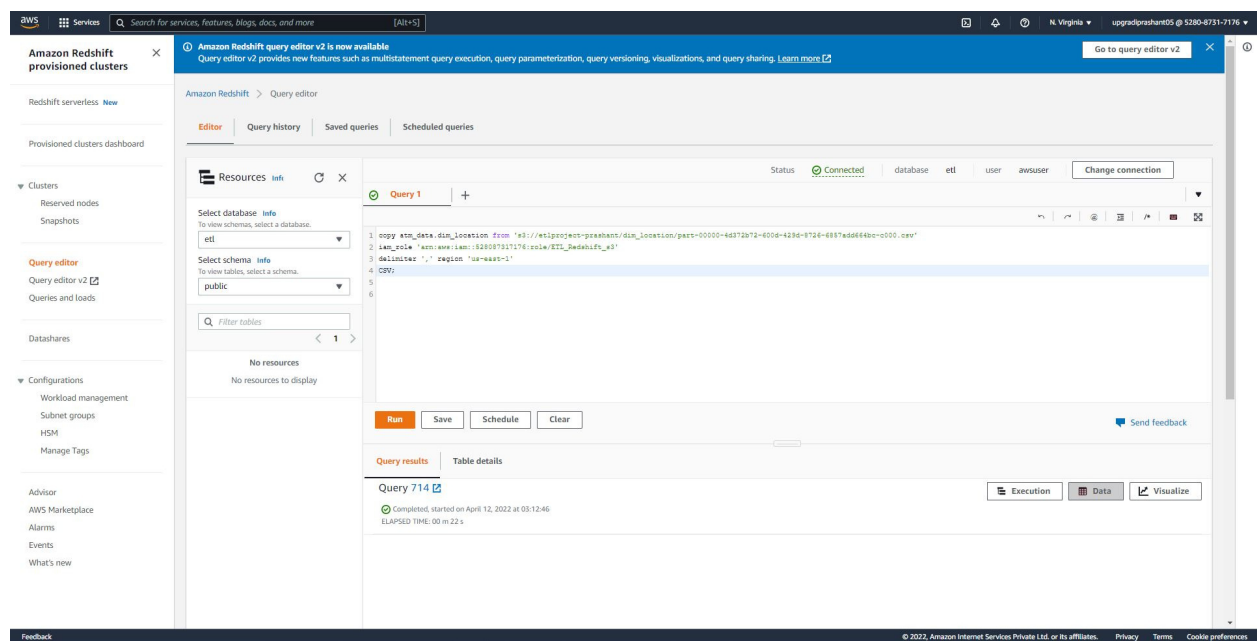 aws Services Search for services, features, blogs, docs, and more [Alt+S] N. Virginia upgradiprashant05 @ 5280-8731-7176
Amazon Redshift provisioned clusters
Redshift serverless New
Provisioned clusters dashboard
Clusters
Reserved nodes
Snapshots
Query editor
Query editor v2
Queries and loads
Datashares
Configurations
Workload management
Subnet groups
HSM
Manage Tags
Advisor
AWS Marketplace
Alarms
Events
What's new
Amazon Redshift query editor v2 is now available
Query editor v2 provides new features such as multistatement query execution, query parameterization, query versioning, visualizations, and query sharing. Learn more
Go to query editor v2
Amazon Redshift > Query editor
Editor Query history Saved queries Scheduled queries
Resources Info
Select database Info
To view schemas, select a database.
etl
Select schema Info
To view tables, select a schema.
public
Filter tables
< 1 >
No resources
No resources to display
Status Connected database etl user awsuser Change connection
Query 1 +
1 copy atm_data.dim_location from 's3://etlproject-prashant/dim_location/
2 iam_role 'arn:aws:iam::528087317176:role/ETL_Redshift_s3'
3 delimiter ',' region 'us-east-1'
4 CSV;
5
6
Run Save Schedule Clear
Send feedback
Query results Table details
Query 714
Execution Data Visualize
Completed, started on April 12, 2022 at 03:12:46
ELAPSED TIME: 00 m 22 s
Feedback © 2022, Amazon Internet Services Private Ltd. or its affiliates. Privacy Terms Cookie preferences